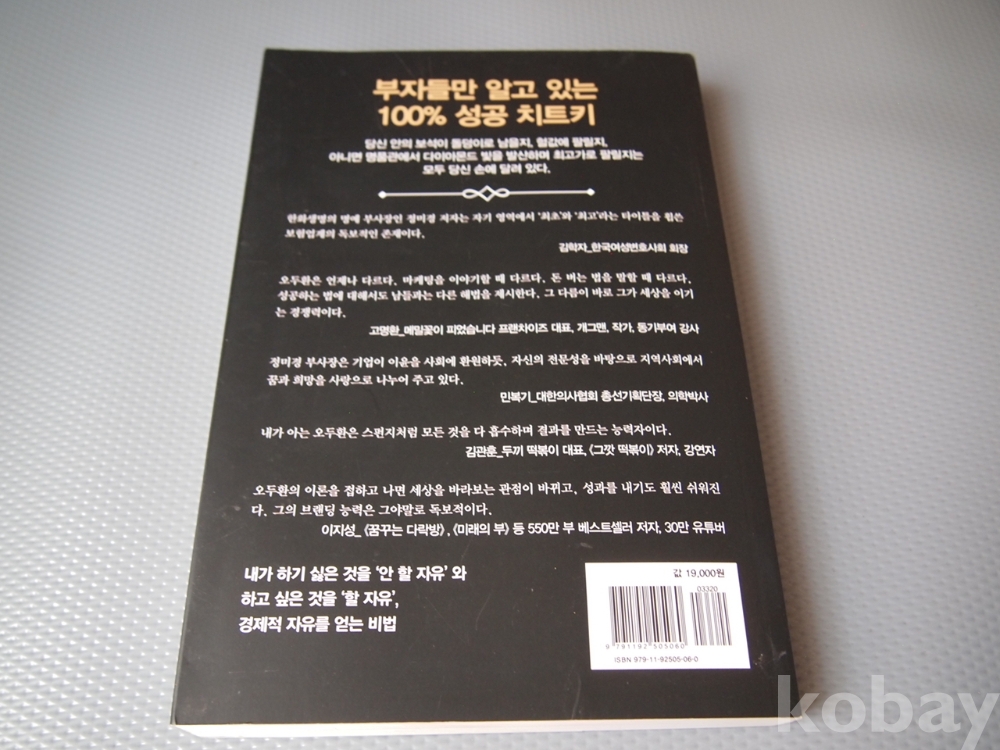 부자들만 알고 있는
100% 성공 치트키
당신 안의 보석이 돌덩이로 남을지, 헐값에 팔릴지,
아니면 명품관에서 다이아몬드 빛을 발산하며 최고가로 팔릴지는
모두 당신 손에 달려 있다.
한화생명의 명예 부사장인 정미경 저자는 자기 영역에서 '최초'와 '최고'라는 타이틀을 거머쥔
보험업계의 독보적인 존재이다.
김학자_한국여성변호사회 회장
오두환은 언제나 다르다. 마케팅을 이야기할 때 다르다. 돈 버는 법을 말할 때 다르다.
성공하는 법에 대해서도 남들과는 다른 해법을 제시한다. 그 다름이 바로 그가 세상을 이기
는 경쟁력이다.
고명환_메밀꽃이 피었습니다 프랜차이즈 대표, 개그맨, 작가, 동기부여 강사
정미경 부사장은 기업이 이윤을 사회에 환원하듯, 자신의 전문성을 바탕으로 지역사회에서
꿈과 희망을 사랑으로 나누어 주고 있다.
민복기_대한의사협회 총선기획단장, 의학박사
내가 아는 오두환은 스펀지처럼 모든 것을 다 흡수하며 결과를 만드는 능력자이다.
김관훈_두끼 떡볶이 대표, 《그깟 떡볶이》 저자, 강연자
오두환의 이론을 접하고 나면 세상을 바라보는 관점이 바뀌고, 성과를 내기도 훨씬 쉬워진
다. 그의 브랜딩 능력은 그야말로 독보적이다.
이지성_《꿈꾸는 다락방》, 《미래의 부》 등 550만 부 베스트셀러 저자, 30만 유튜버
내가 하기 싫은 것을 '안 할 자유' 와
하고 싶은 것을 '할 자유',
경제적 자유를 얻는 비법
값 19,000원
03320
9 791192 505060
ISBN 979-11-92505-06-0
kobay